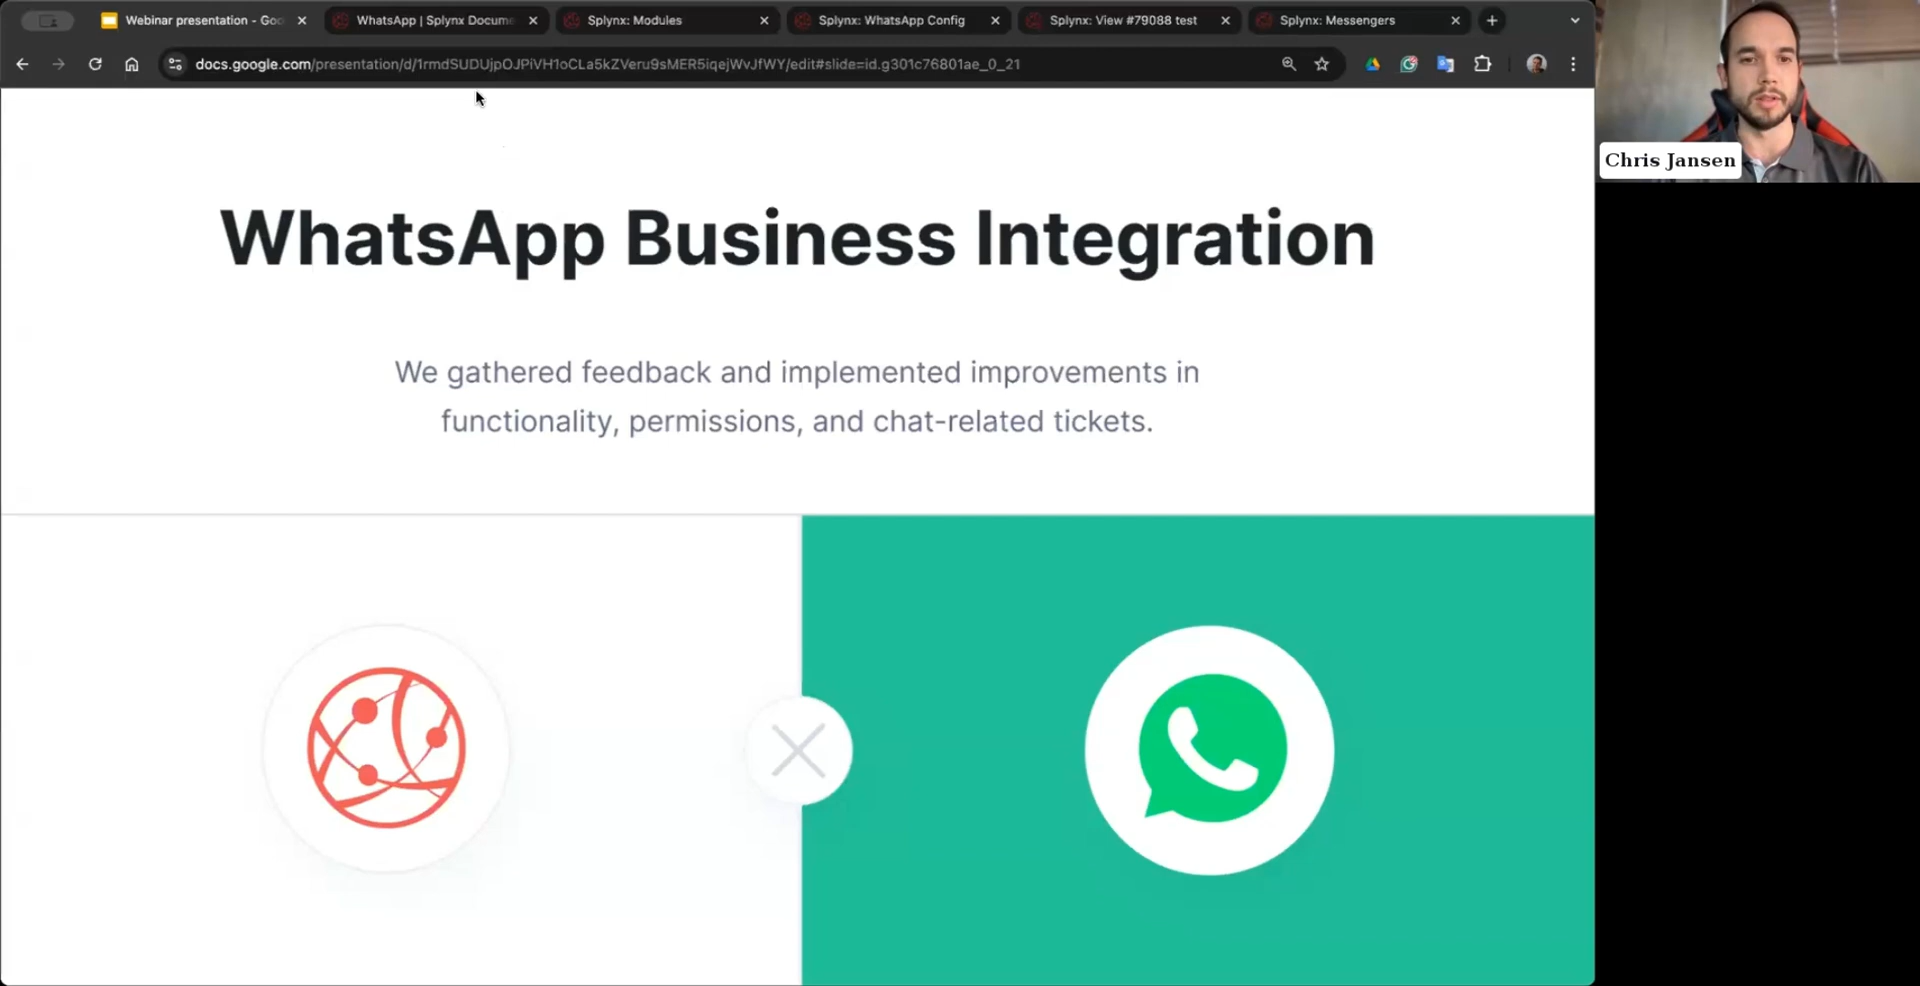 Webinar presentation - Goo
WhatsApp | Splynx Docume
Splynx: Modules
Splynx: WhatsApp Config
Splynx: View #79088 test
Splynx: Messengers
docs.google.com/presentation/d/1rmdSUDUjpOJPiVH1oCLa5kZVeru9sMER5iqejWvJfWY/edit#slide=id.g301c76801ae_0_21
Chris Jansen
WhatsApp Business Integration
We gathered feedback and implemented improvements in
functionality, permissions, and chat-related tickets.